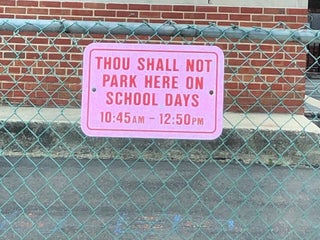 THOU SHALL NOT
PARK HERE ON
SCHOOL DAYS
10:45AM - 12:50PM